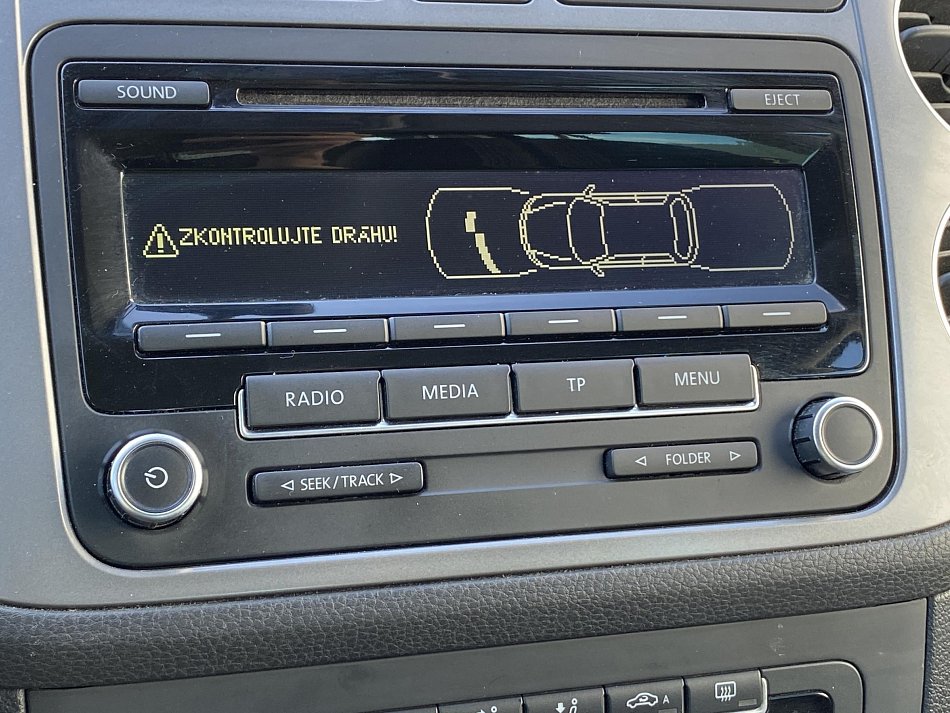 SOUND
EJECT
ZKONTROLUJTE DRÁHU!
RADIO
MEDIA
TP
MENU
SEEK/TRACK
FOLDER
A